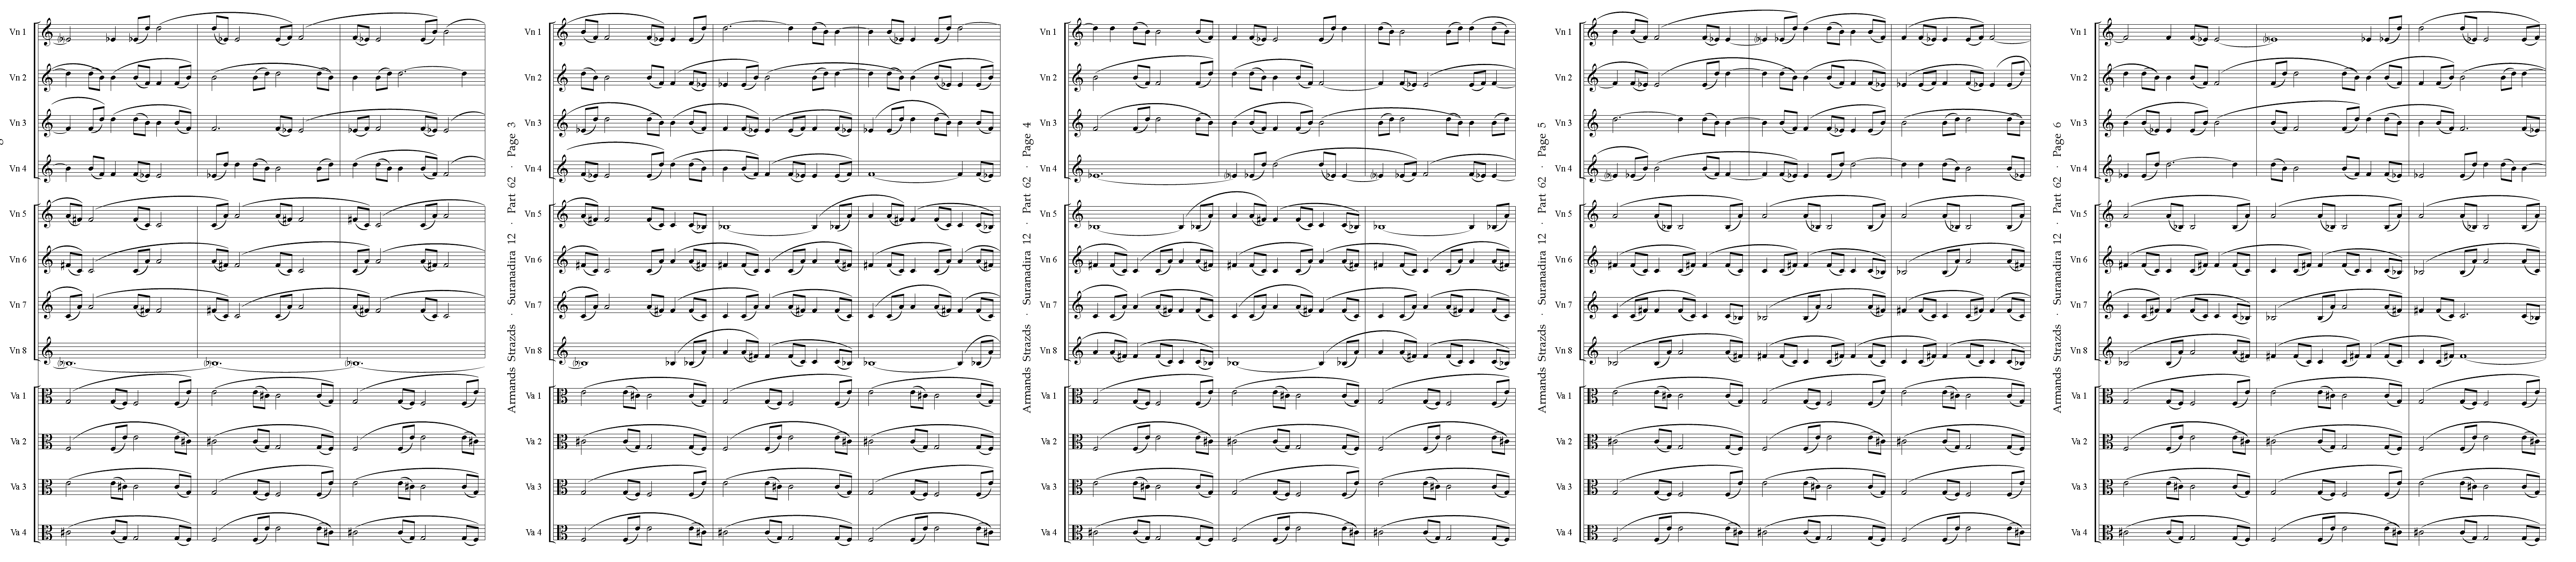 Vn 1
Vn 2
Vn 3
Vn 4
Vn 5
Vn 6
Vn 7
Vn 8
Va 1
Va 2
Va 3
Va 4
Armands Strazds · Suranadira 12 · Part 62 · Page 3
Vn 1
Vn 2
Vn 3
Vn 4
Vn 5
Vn 6
Vn 7
Vn 8
Va 1
Va 2
Va 3
Va 4
Armands Strazds · Suranadira 12 · Part 62 · Page 4
Vn 1
Vn 2
Vn 3
Vn 4
Vn 5
Vn 6
Vn 7
Vn 8
Va 1
Va 2
Va 3
Va 4
Armands Strazds · Suranadira 12 · Part 62 · Page 5
Vn 1
Vn 2
Vn 3
Vn 4
Vn 5
Vn 6
Vn 7
Vn 8
Va 1
Va 2
Va 3
Va 4
Armands Strazds · Suranadira 12 · Part 62 · Page 6
Vn 1
Vn 2
Vn 3
Vn 4
Vn 5
Vn 6
Vn 7
Vn 8
Va 1
Va 2
Va 3
Va 4